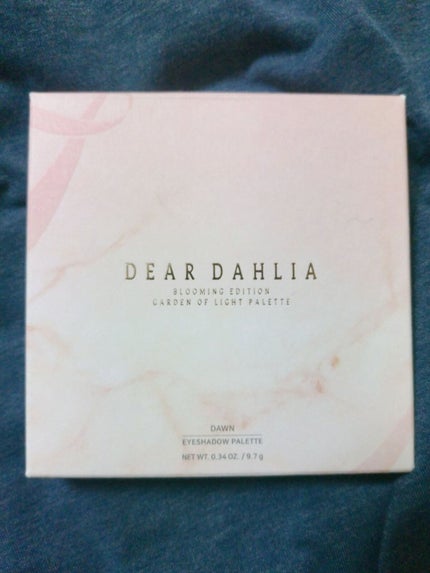 DEAR DAHLIA
BLOOMING EDITION
GARDEN OF LIGHT PALETTE
DAWN
EYESHADOW PALETTE
NET WT. 0.34 OZ. / 9.7 g